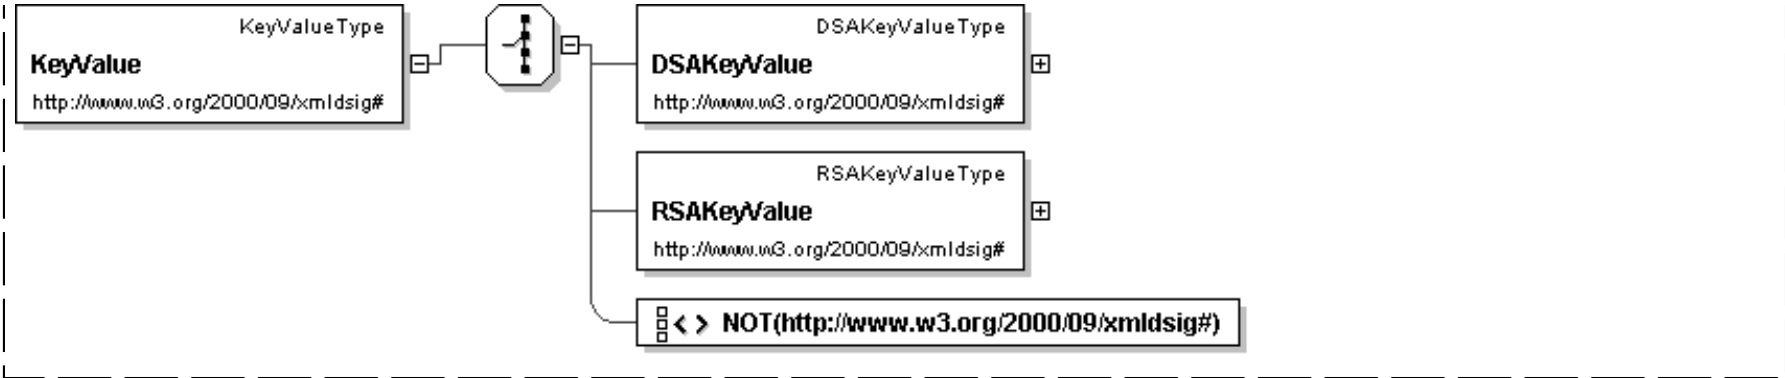 KeyValueType
KeyValue
http://www.w3.org/2000/09/xmldsig#
DSAKeyValueType
DSAKeyValue
http://www.w3.org/2000/09/xmldsig#
RSAKeyValueType
RSAKeyValue
http://www.w3.org/2000/09/xmldsig#
NOT(http://www.w3.org/2000/09/xmldsig#)